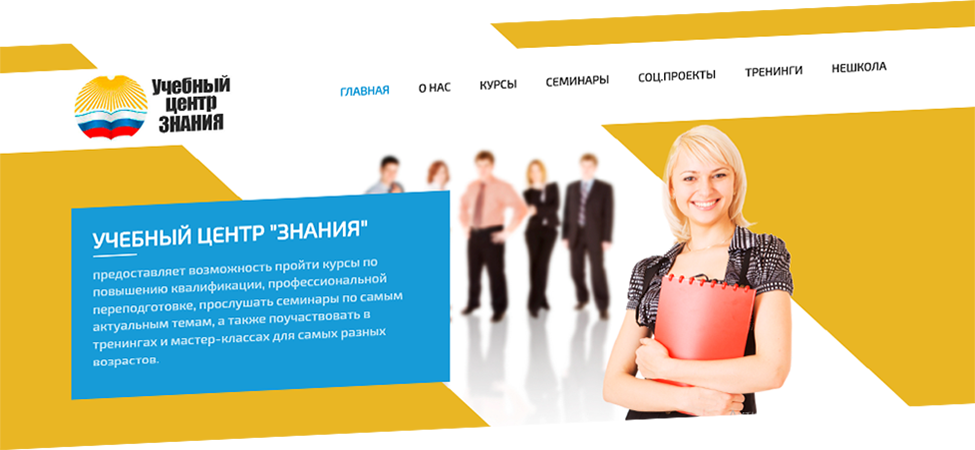 Учебный
центр
ЗНАНИЯ
ГЛАВНАЯ О НАС КУРСЫ СЕМИНАРЫ СОЦ.ПРОЕКТЫ ТРЕНИНГИ НЕШКОЛА
УЧЕБНЫЙ ЦЕНТР "ЗНАНИЯ"
предоставляет возможность пройти курсы по
повышению квалификации, профессиональной
переподготовке, прослушать семинары по самым
актуальным темам, а также поучаствовать в
тренингах и мастер-классах для самых разных
возрастов.